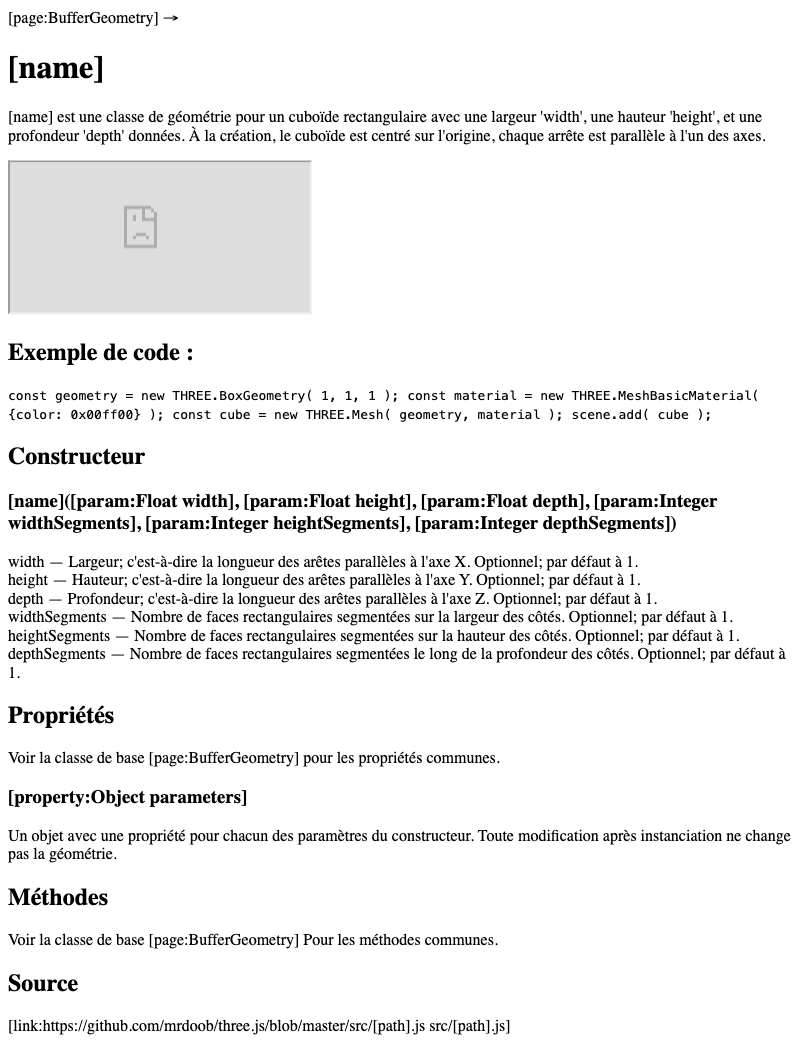 [page:BufferGeometry] →
[name]
[name] est une classe de géométrie pour un cuboïde rectangulaire avec une largeur 'width', une hauteur 'height', et une
profondeur 'depth' données. À la création, le cuboïde est centré sur l'origine, chaque arrête est parallèle à l'un des axes.
Exemple de code :
const geometry = new THREE.BoxGeometry( 1, 1, 1 ); const material = new THREE.MeshBasicMaterial(
{color: 0x00ff00} ); const cube = new THREE.Mesh( geometry, material ); scene.add( cube );
Constructeur
[name]([param:Float width], [param:Float height], [param:Float depth], [param:Integer
widthSegments], [param:Integer heightSegments], [param:Integer depthSegments])
width — Largeur; c'est-à-dire la longueur des arêtes parallèles à l'axe X. Optionnel; par défaut à 1.
height — Hauteur; c'est-à-dire la longueur des arêtes parallèles à l'axe Y. Optionnel; par défaut à 1.
depth — Profondeur; c'est-à-dire la longueur des arêtes parallèles à l'axe Z. Optionnel; par défaut à 1.
widthSegments — Nombre de faces rectangulaires segmentées sur la largeur des côtés. Optionnel; par défaut à 1.
heightSegments — Nombre de faces rectangulaires segmentées sur la hauteur des côtés. Optionnel; par défaut à 1.
depthSegments — Nombre de faces rectangulaires segmentées le long de la profondeur des côtés. Optionnel; par défaut à
1.
Propriétés
Voir la classe de base [page:BufferGeometry] pour les propriétés communes.
[property:Object parameters]
Un objet avec une propriété pour chacun des paramètres du constructeur. Toute modification après instanciation ne change
pas la géométrie.
Méthodes
Voir la classe de base [page:BufferGeometry] Pour les méthodes communes.
Source
[link:https://github.com/mrdoob/three.js/blob/master/src/[path].js src/[path].js]